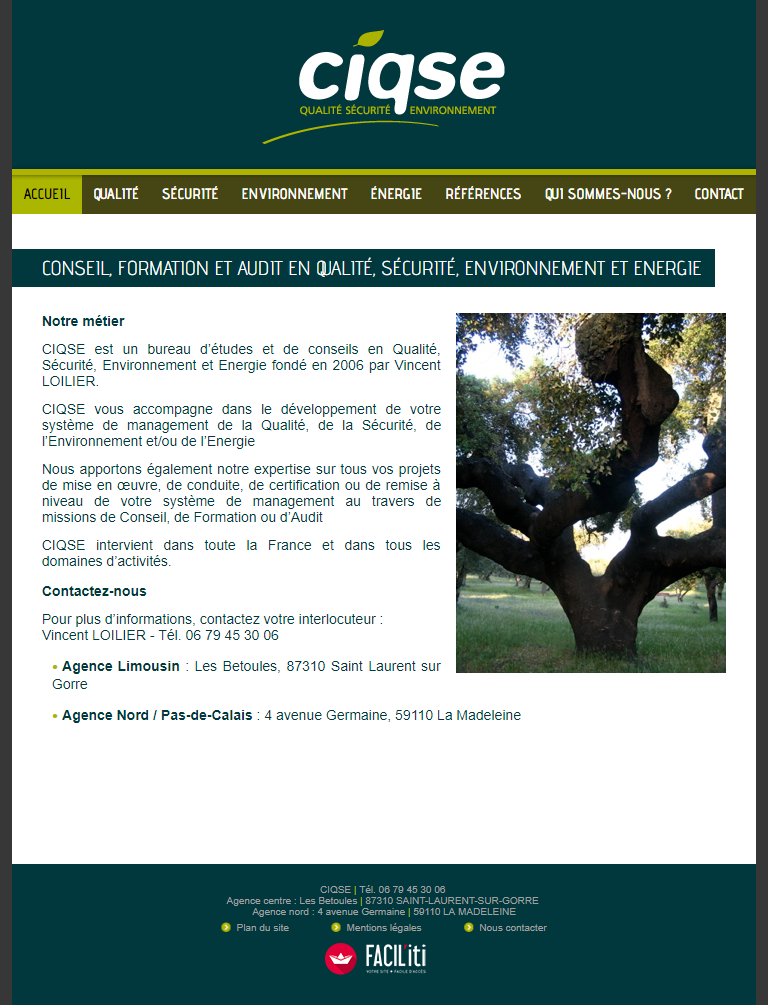 ciqse
QUALITÉ SÉCURITÉ ENVIRONNEMENT
ACCUEIL QUALITÉ SÉCURITÉ ENVIRONNEMENT ÉNERGIE RÉFÉRENCES QUI SOMMES-NOUS ? CONTACT
CONSEIL, FORMATION ET AUDIT EN QUALITÉ, SÉCURITÉ, ENVIRONNEMENT ET ENERGIE
Notre métier
CIQSE est un bureau d’études et de conseils en Qualité,
Sécurité, Environnement et Energie fondé en 2006 par Vincent
LOILIER.
CIQSE vous accompagne dans le développement de votre
système de management de la Qualité, de la Sécurité, de
l’Environnement et/ou de l’Energie
Nous apportons également notre expertise sur tous vos projets
de mise en œuvre, de conduite, de certification ou de remise à
niveau de votre système de management au travers de
missions de Conseil, de Formation ou d’Audit
CIQSE intervient dans toute la France et dans tous les
domaines d’activités.
Contactez-nous
Pour plus d’informations, contactez votre interlocuteur :
Vincent LOILIER - Tél. 06 79 45 30 06
• Agence Limousin : Les Betoules, 87310 Saint Laurent sur
Gorre
• Agence Nord / Pas-de-Calais : 4 avenue Germaine, 59110 La Madeleine
CIQSE | Tél. 06 79 45 30 06
Agence centre : Les Betoules | 87310 SAINT-LAURENT-SUR-GORRE
Agence nord : 4 avenue Germaine | 59110 LA MADELEINE
Plan du site Mentions légales Nous contacter
FACIL'iti
VOTRE SITE • FACILE D'ACCÈS